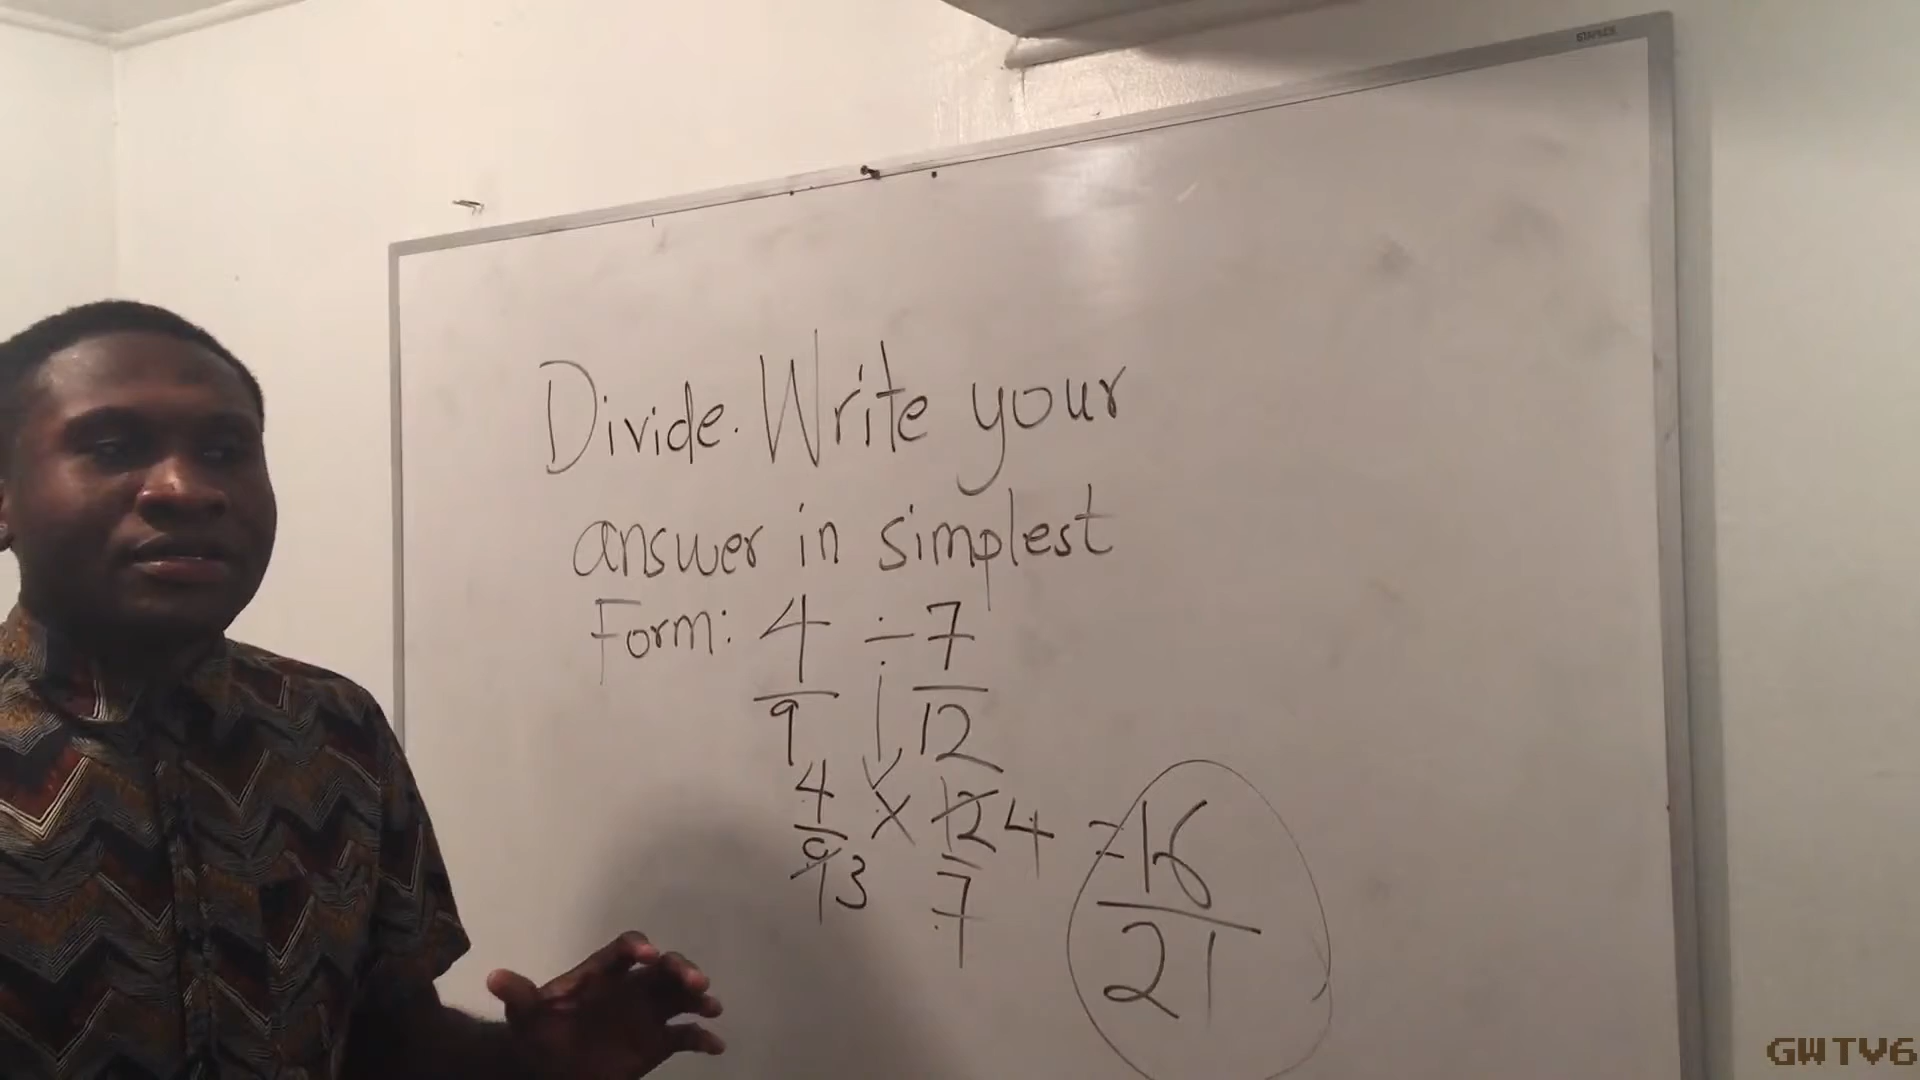 STAPLES
Divide. Write your
answer in simplest
Form: 4/9 ÷ 7/12
4/9 3 × 12 4/7 = 16/21
GWTV6